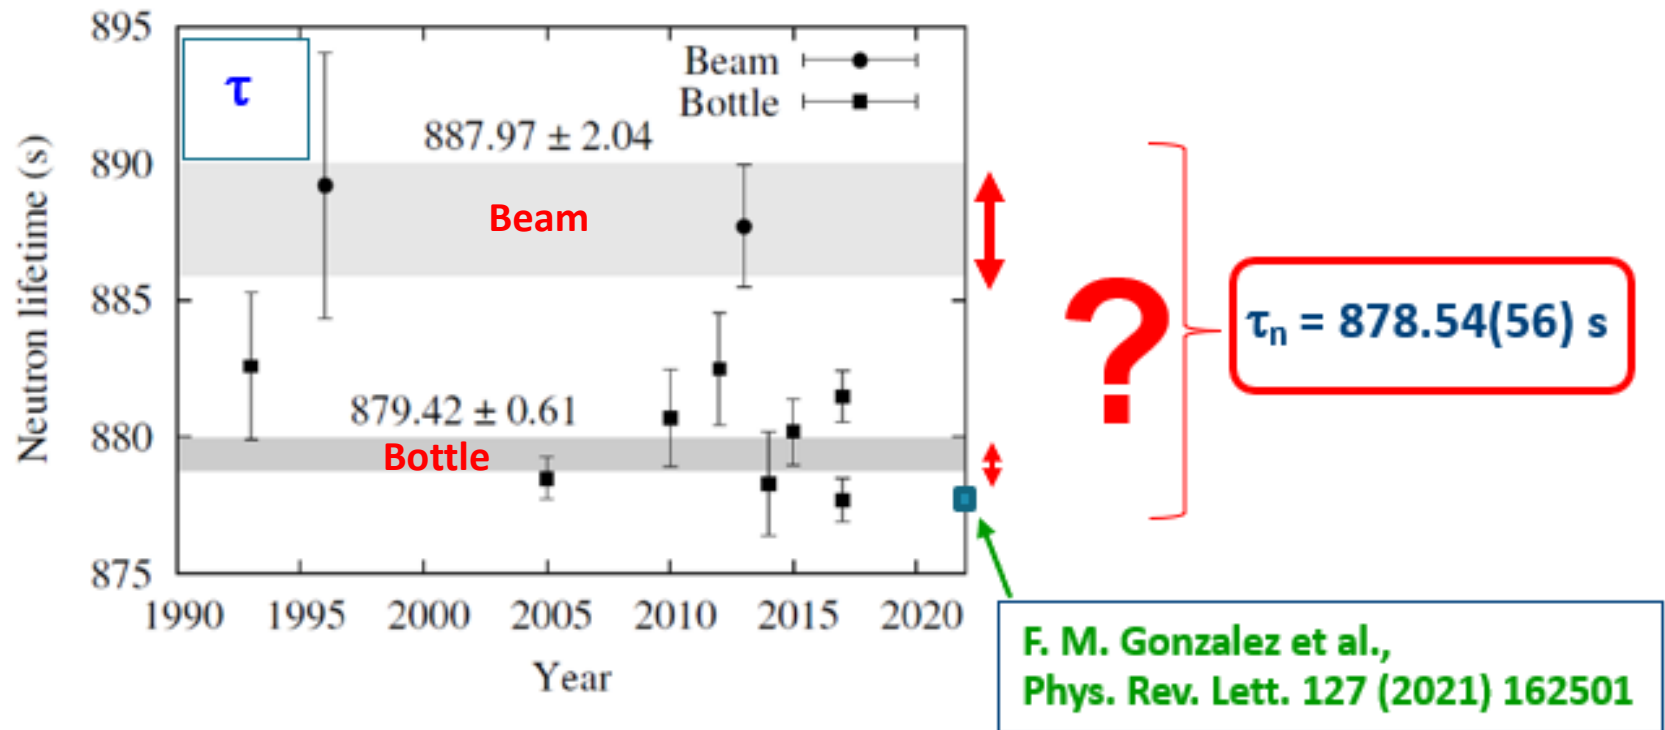 895
890
885
880
875
Neutron lifetime (s)
τ
Beam
Bottle
887.97 ± 2.04
Beam
879.42 ± 0.61
Bottle
1990 1995 2000 2005 2010 2015 2020
Year
?
τn = 878.54(56) s
F. M. Gonzalez et al.,
Phys. Rev. Lett. 127 (2021) 162501